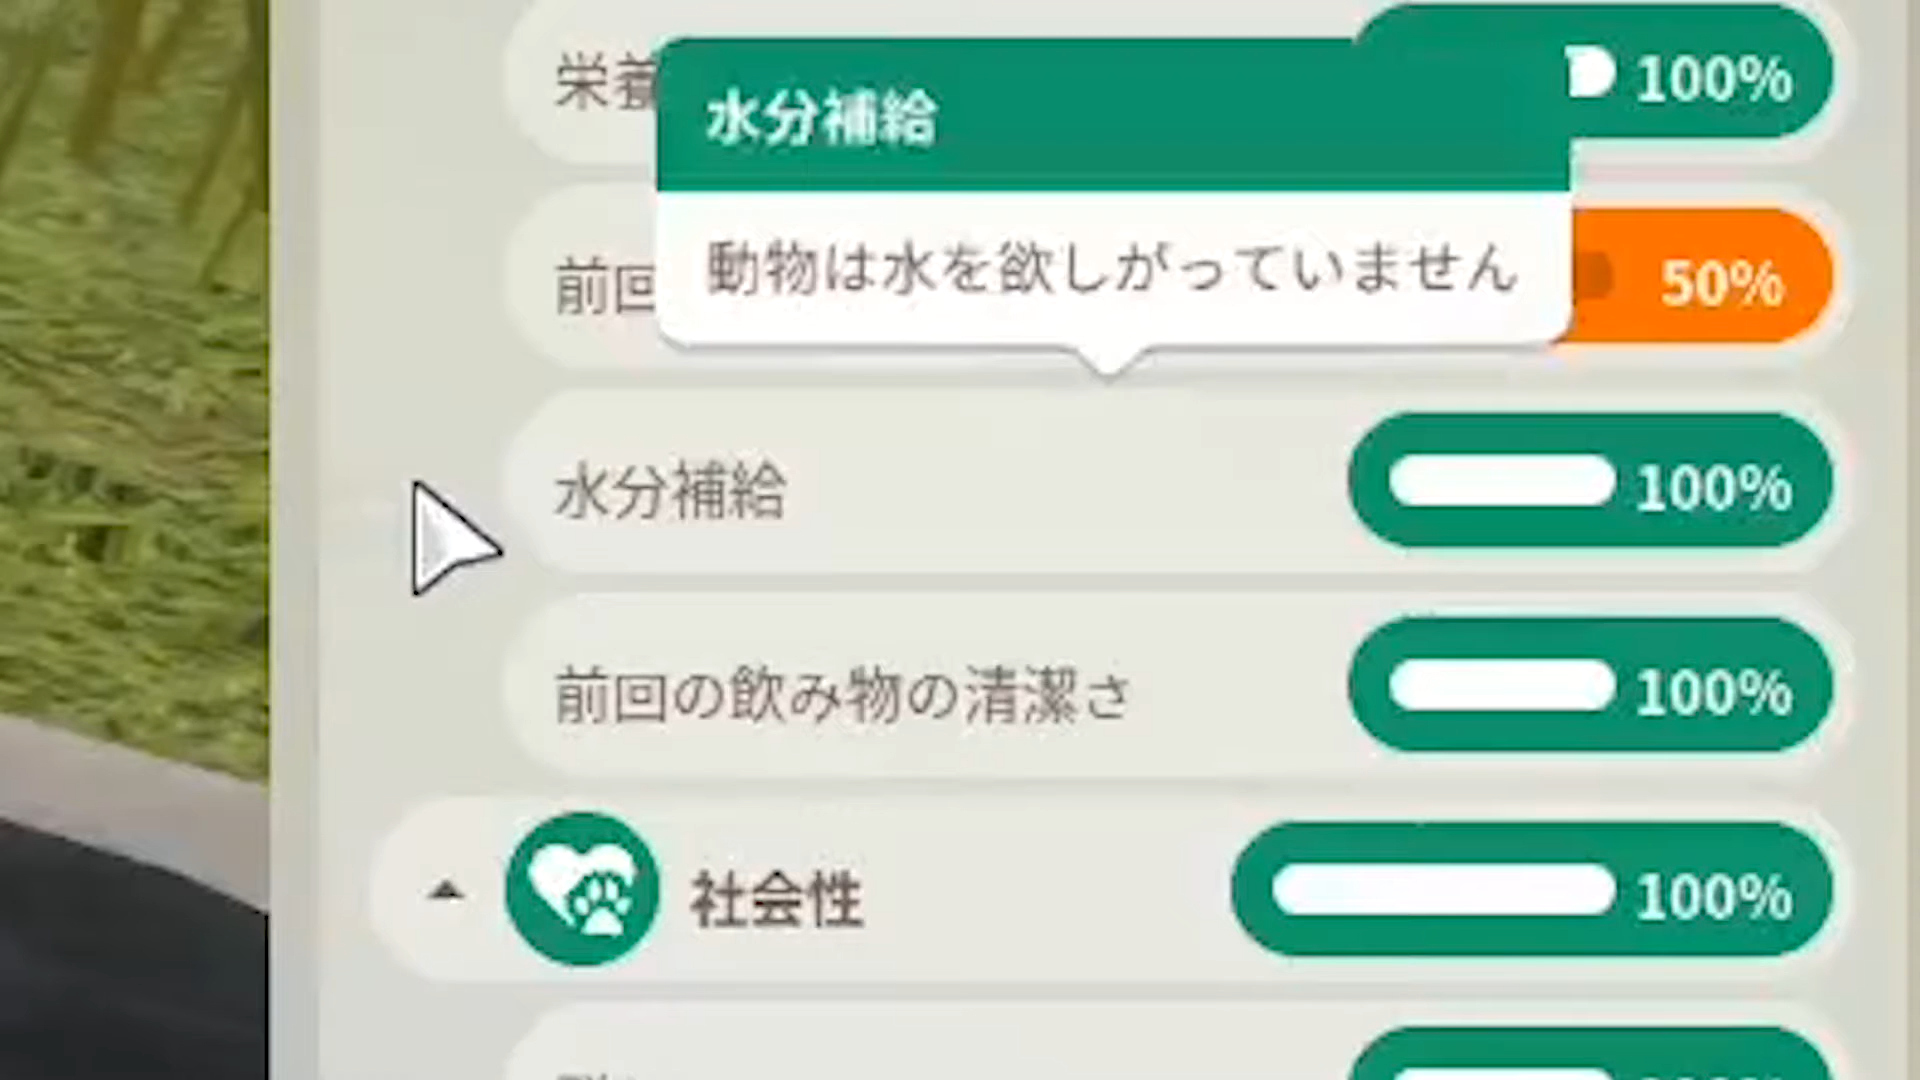 栄養
100%
水分補給
動物は水を欲しがっていません
前回
50%
水分補給
100%
前回の飲み物の清潔さ
100%
社会性
100%